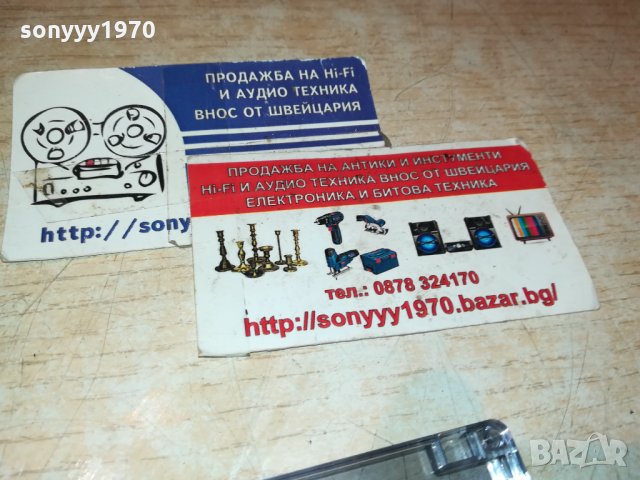 sonyyy1970
ПРОДАЖБА НА Hi-Fi
И АУДИО ТЕХНИКА
ВНОС ОТ ШВЕЙЦАРИЯ
http://sony
ПРОДАЖБА НА АНТИКИ И ИНСТРУМЕНТИ
Hi-Fi И АУДИО ТЕХНИКА ВНОС ОТ ШВЕЙЦАРИЯ
ЕЛЕКТРОНИКА И БИТОВА ТЕХНИКА
тел.: 0878 324170
http://sonyyy1970.bazar.bg/
BAZAR